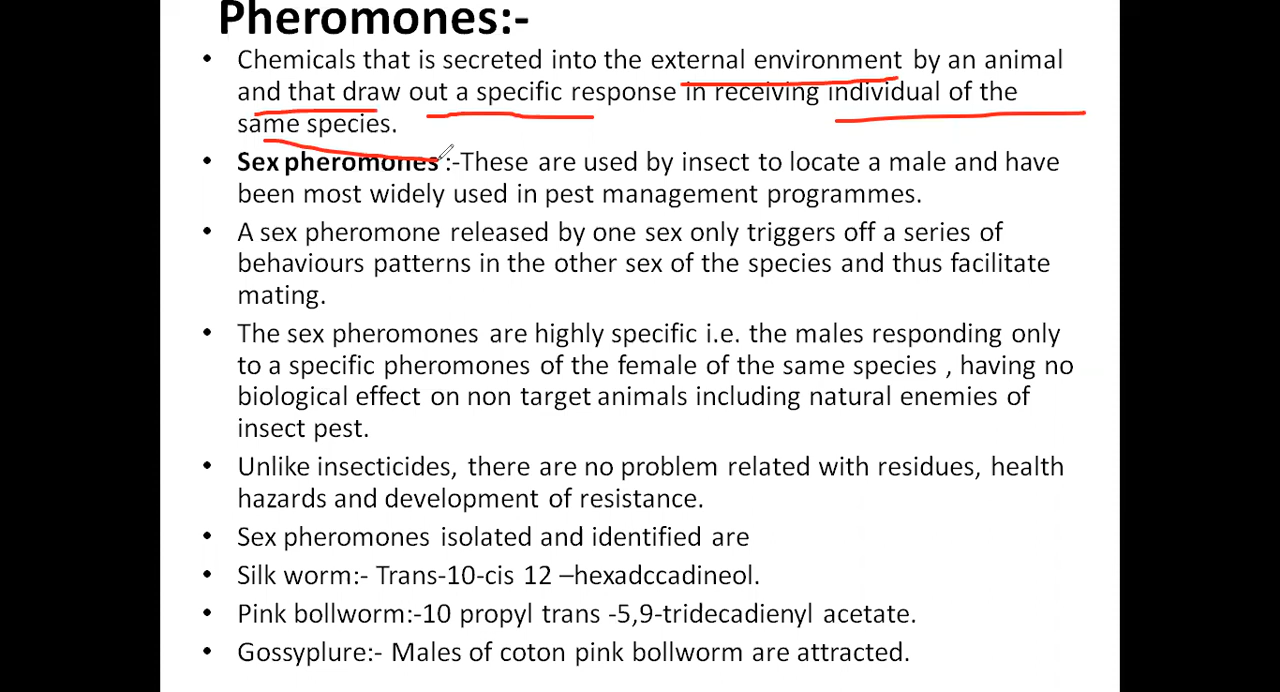 Pheromones:-
• Chemicals that is secreted into the external environment by an animal
and that draw out a specific response in receiving individual of the
same species.
• Sex pheromones :-These are used by insect to locate a male and have
been most widely used in pest management programmes.
• A sex pheromone released by one sex only triggers off a series of
behaviours patterns in the other sex of the species and thus facilitate
mating.
• The sex pheromones are highly specific i.e. the males responding only
to a specific pheromones of the female of the same species , having no
biological effect on non target animals including natural enemies of
insect pest.
• Unlike insecticides, there are no problem related with residues, health
hazards and development of resistance.
• Sex pheromones isolated and identified are
• Silk worm:- Trans-10-cis 12 –hexadccadineol.
• Pink bollworm:-10 propyl trans -5,9-tridecadienyl acetate.
• Gossyplure:- Males of coton pink bollworm are attracted.